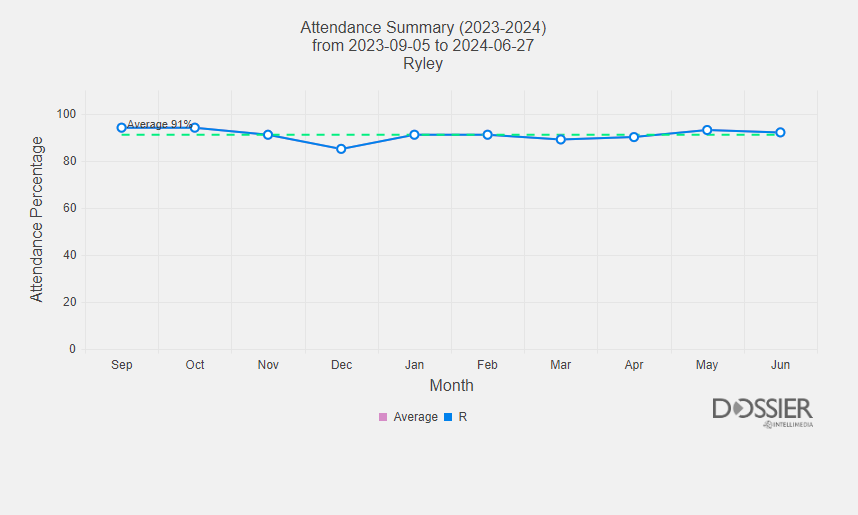 Attendance Summary (2023-2024)
from 2023-09-05 to 2024-06-27
Ryley
Attendance Percentage
100
80
60
40
20
0
Average 91%
Sep Oct Nov Dec Jan Feb Mar Apr May Jun
Month
Average R
DOSSIER
INTELLIMEDIA